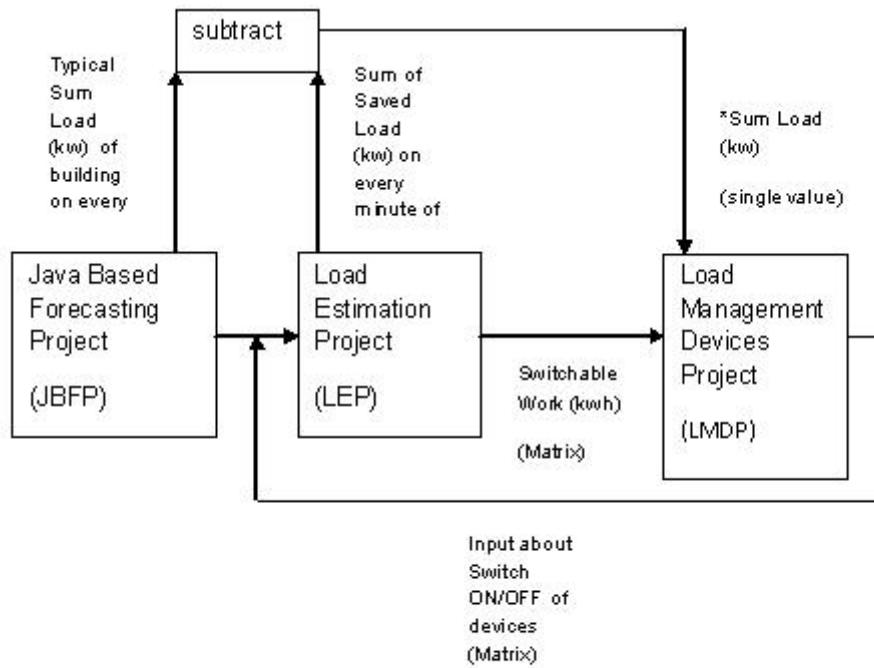 subtract
Typical
Sum
Load
(kw) of
building
on every
Sum of
Saved
Load
(kw) on
every
minute of
*Sum Load
(kw)
(single value)
Java Based
Forecasting
Project
(JBFP)
Load
Estimation
Project
(LEP)
Load
Management
Devices
Project
(LMDP)
Switchable
Work (kwh)
(Matrix)
Input about
Switch
ON/OFF of
devices
(Matrix)